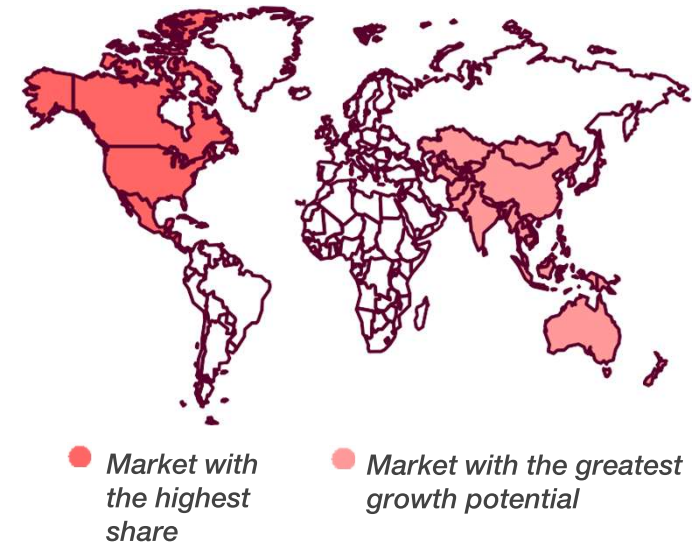 Market with
the highest
share
Market with the greatest
growth potential